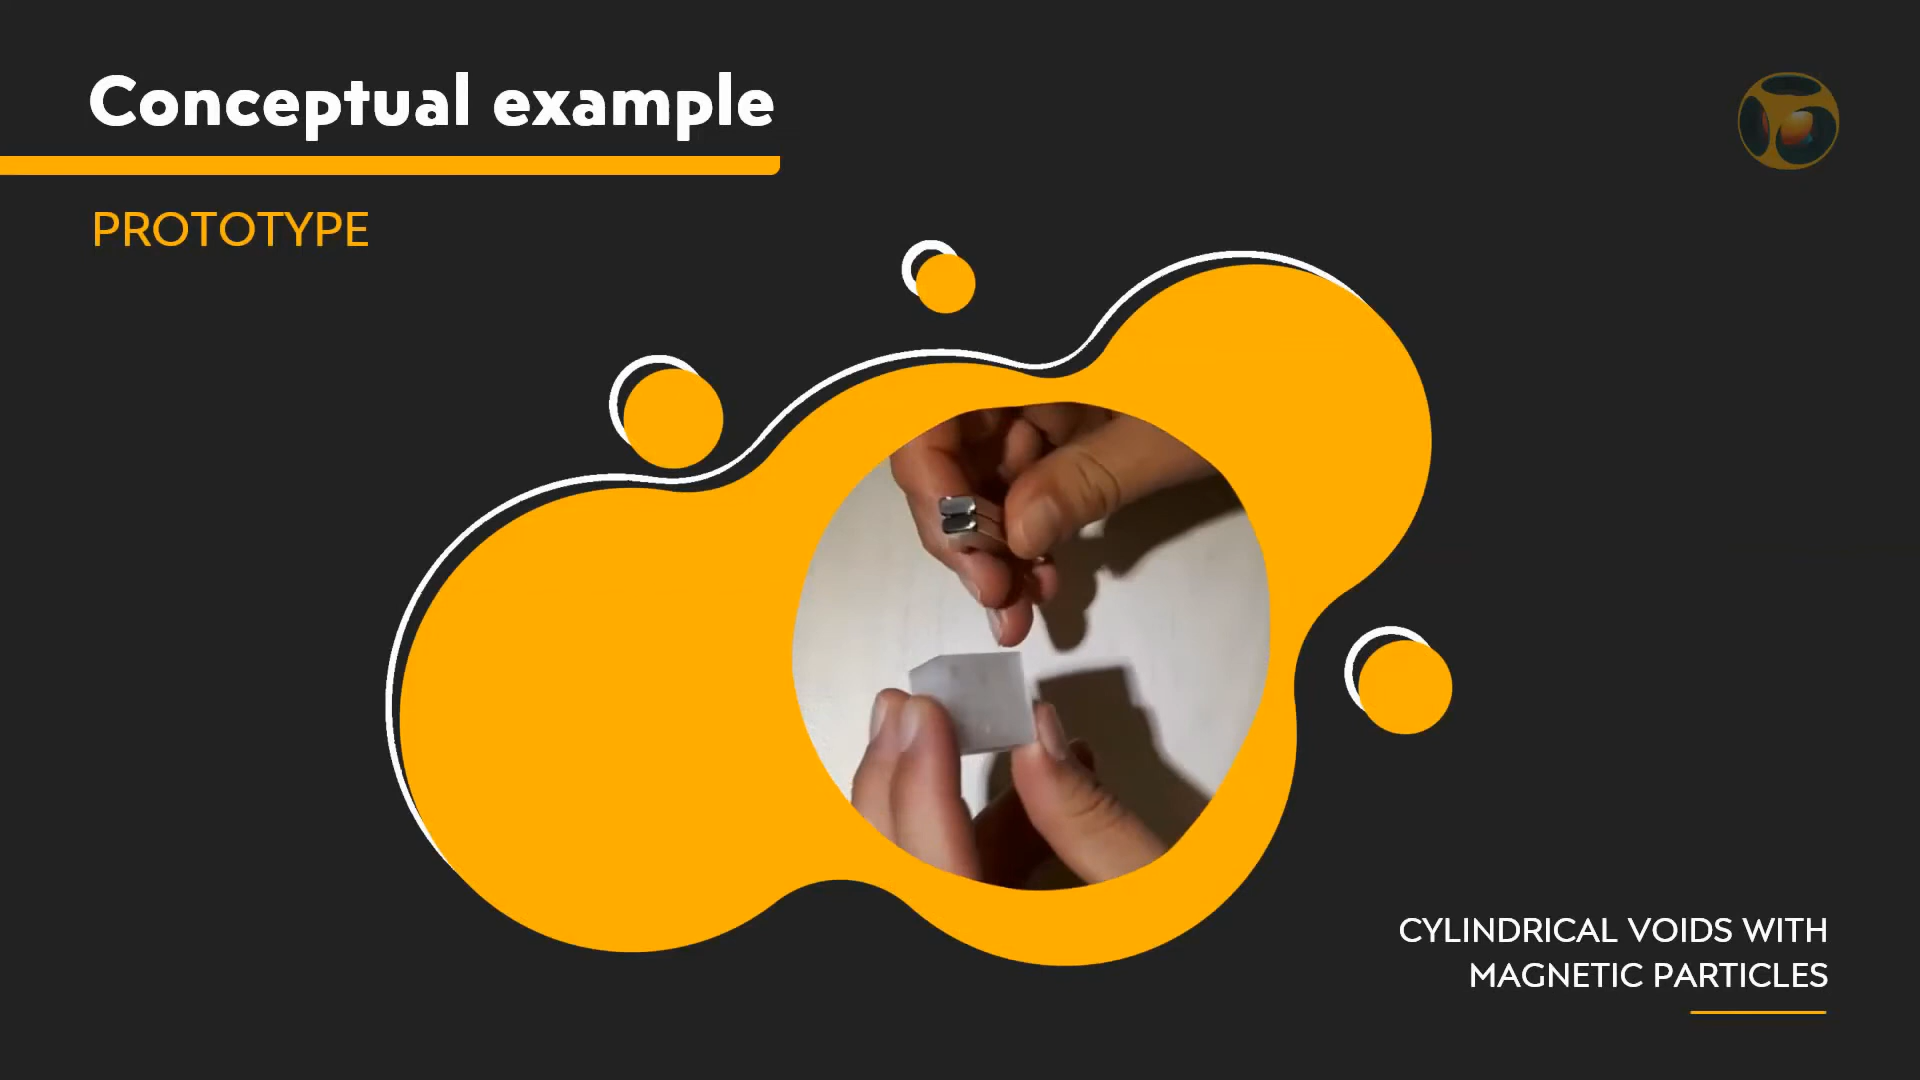 Conceptual example
PROTOTYPE
CYLINDRICAL VOIDS WITH
MAGNETIC PARTICLES